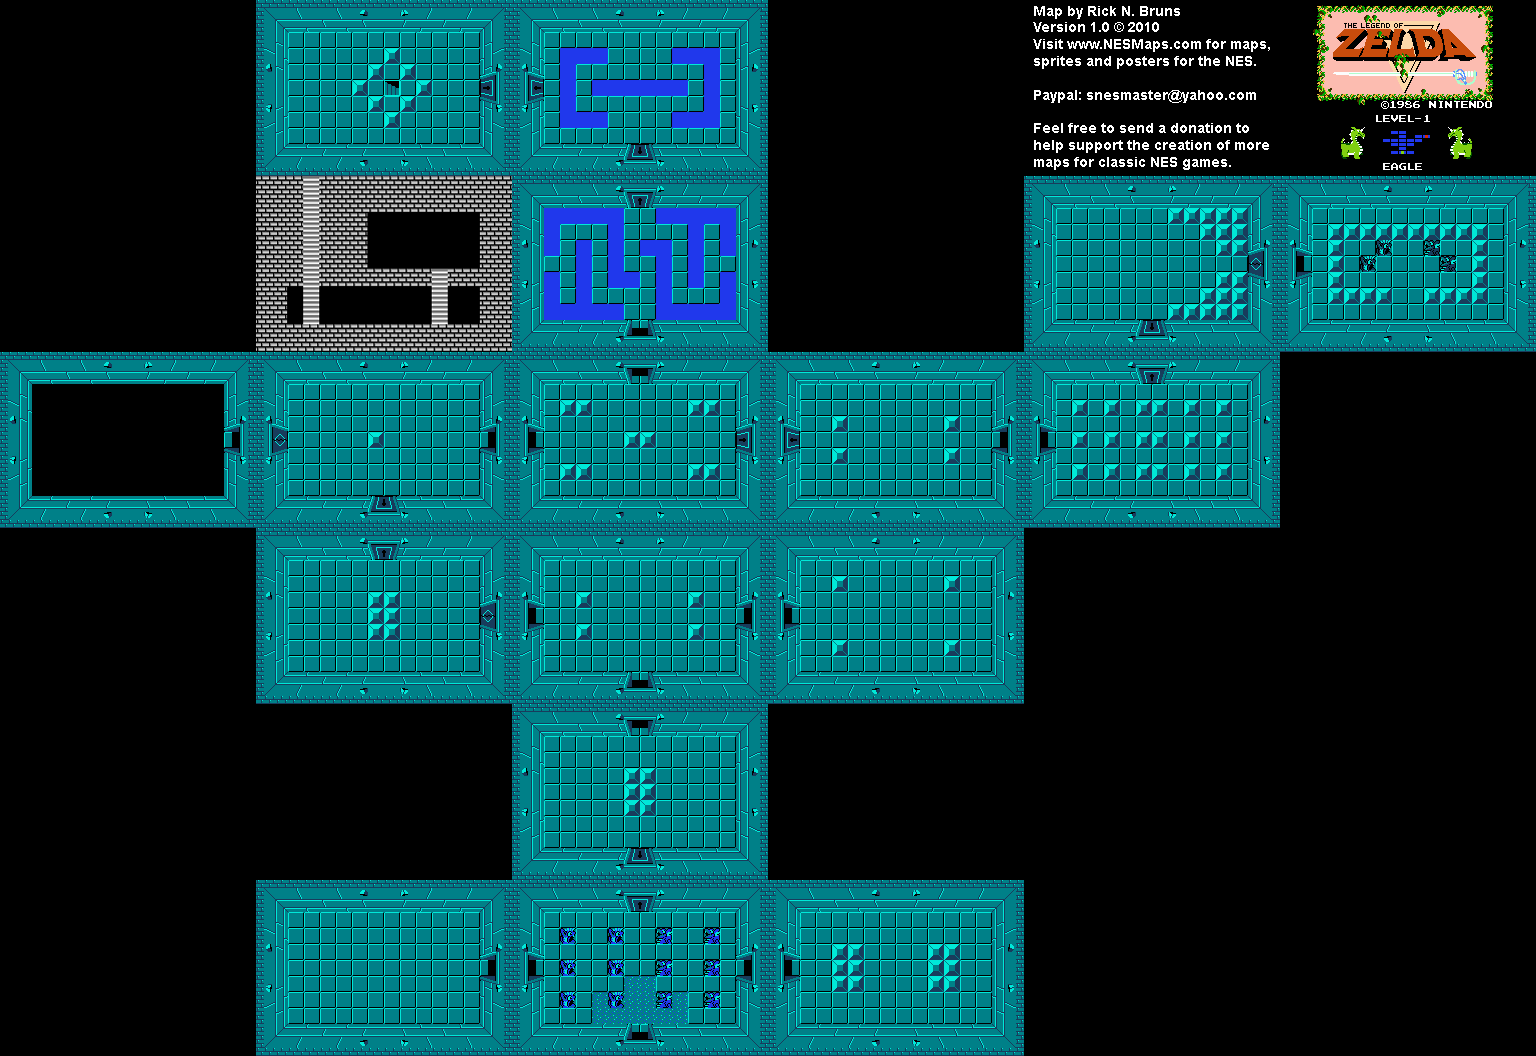 Map by Rick N. Bruns
Version 1.0 © 2010
Visit www.NESMaps.com for maps,
sprites and posters for the NES.
Paypal: snesmaster@yahoo.com
Feel free to send a donation to
help support the creation of more
maps for classic NES games.
THE LEGEND OF
ZELDA
©1986 NINTENDO
LEVEL-1
EAGLE